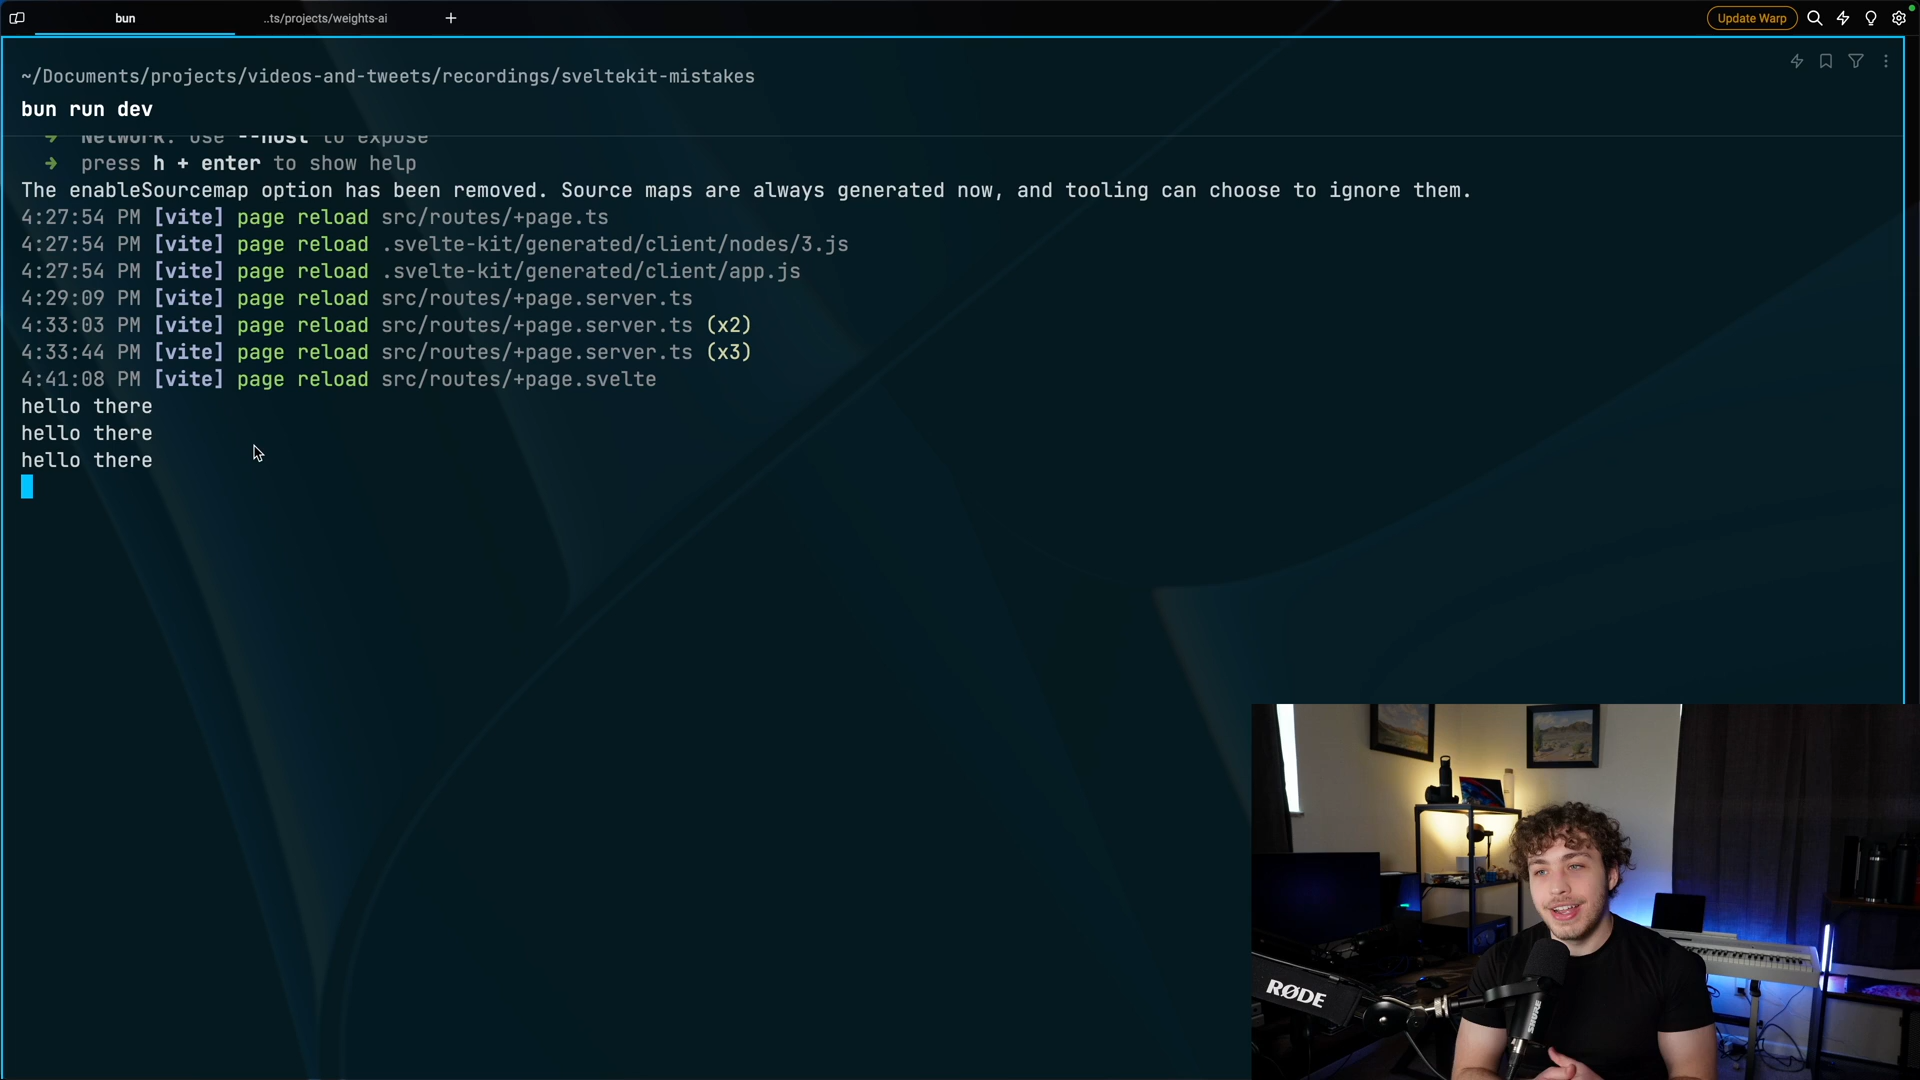 bun
..ts/projects/weights-ai
+
Update Warp
~/Documents/projects/videos-and-tweets/recordings/sveltekit-mistakes
bun run dev
➜ Network: use --host to expose
➜ press h + enter to show help
The enableSourcemap option has been removed. Source maps are always generated now, and tooling can choose to ignore them.
4:27:54 PM [vite] page reload src/routes/+page.ts
4:27:54 PM [vite] page reload .svelte-kit/generated/client/nodes/3.js
4:27:54 PM [vite] page reload .svelte-kit/generated/client/app.js
4:29:09 PM [vite] page reload src/routes/+page.server.ts
4:33:03 PM [vite] page reload src/routes/+page.server.ts (x2)
4:33:44 PM [vite] page reload src/routes/+page.server.ts (x3)
4:41:08 PM [vite] page reload src/routes/+page.svelte
hello there
hello there
hello there
RØDE
SHURE